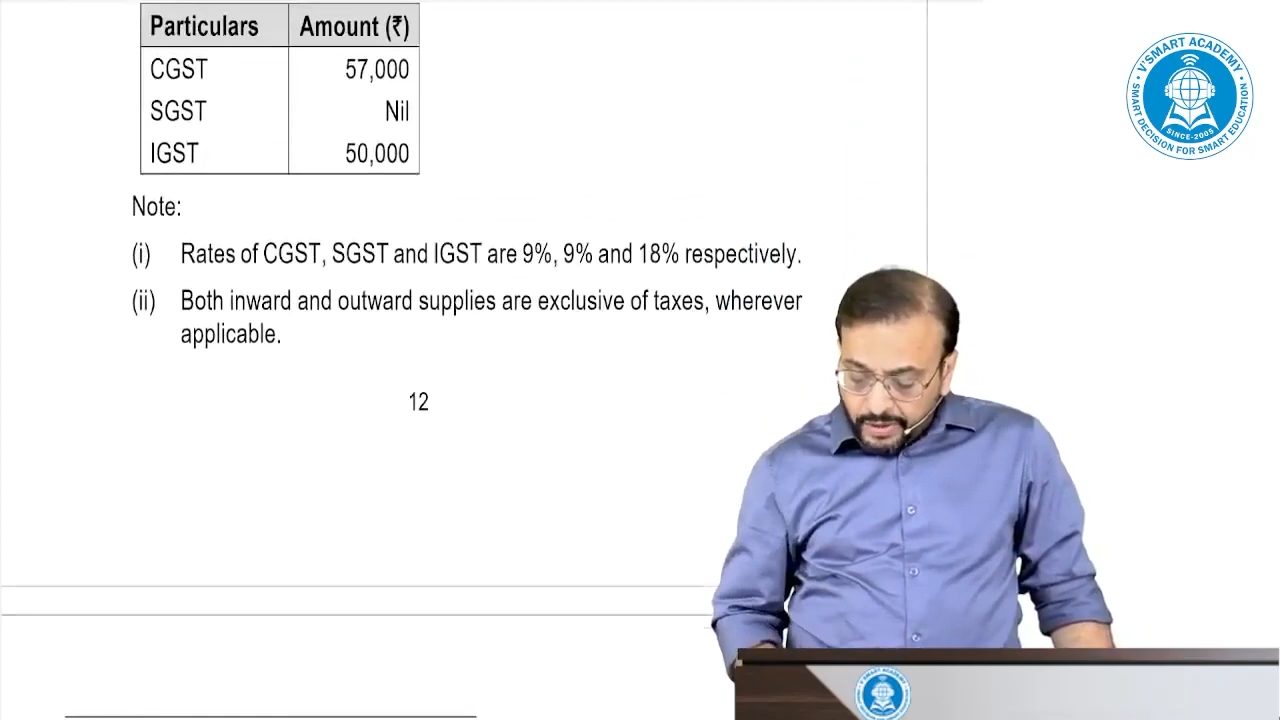 Particulars Amount (₹)
CGST 57,000
SGST Nil
IGST 50,000
Note:
(i) Rates of CGST, SGST and IGST are 9%, 9% and 18% respectively.
(ii) Both inward and outward supplies are exclusive of taxes, wherever
applicable.
12
• V'SMART ACADEMY •
SMART DECISION FOR SMART EDUCATION
SINCE-2005